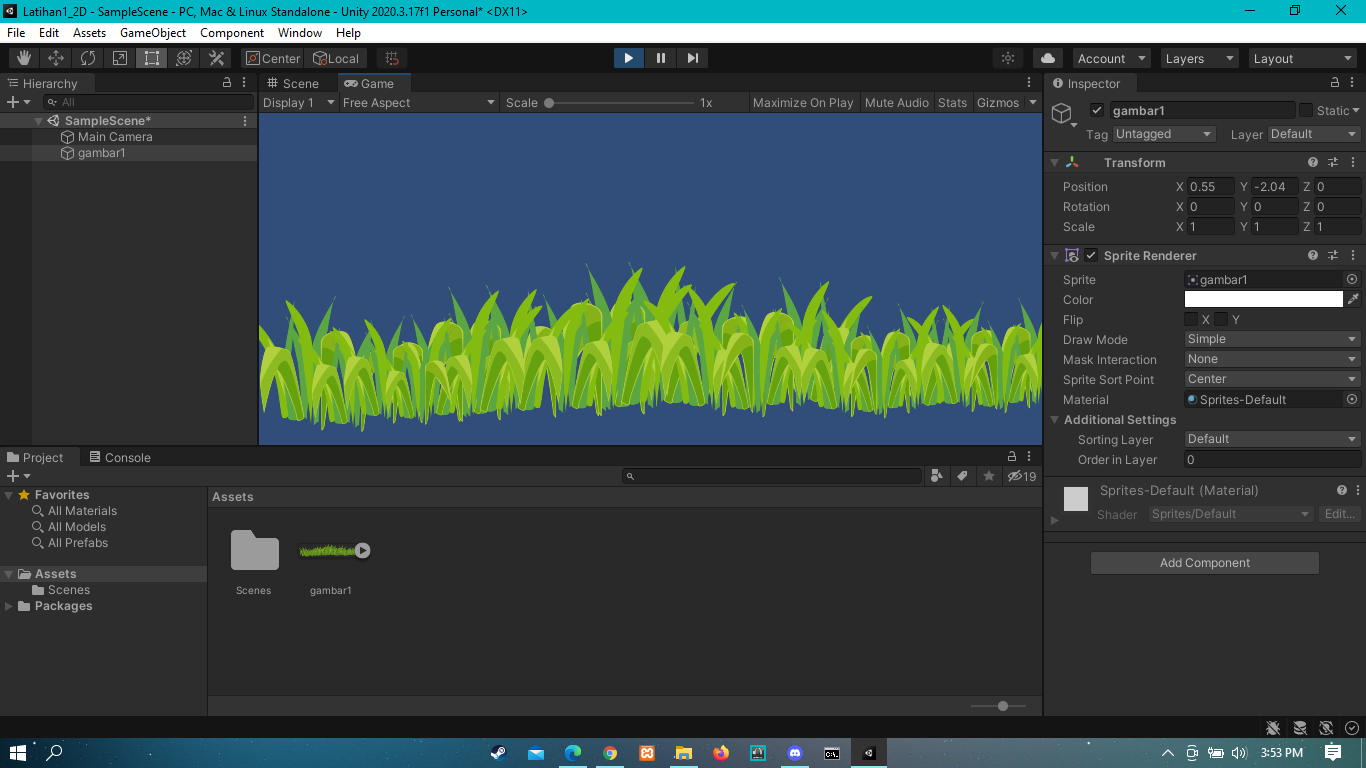 Latihan1_2D - SampleScene - PC, Mac & Linux Standalone - Unity 2020.3.17f1 Personal* <DX11>
File Edit Assets GameObject Component Window Help
Center Local Account Layers Layout
Hierarchy
All
SampleScene*
Main Camera
gambar1
Scene Game
Display 1 Free Aspect Scale 1x Maximize On Play Mute Audio Stats Gizmos
Inspector
gambar1 Static
Tag Untagged Layer Default
Transform
Position X 0.55 Y -2.04 Z 0
Rotation X 0 Y 0 Z 0
Scale X 1 Y 1 Z 1
Sprite Renderer
Sprite gambar1
Color
Flip X Y
Draw Mode Simple
Mask Interaction None
Sprite Sort Point Center
Material Sprites-Default
Additional Settings
Sorting Layer Default
Order in Layer 0
Sprites-Default (Material)
Shader Sprites/Default Edit...
Add Component
Project Console
19
Favorites
All Materials
All Models
All Prefabs
Assets
Scenes
Packages
Assets
Scenes gambar1
C:\_
3:53 PM